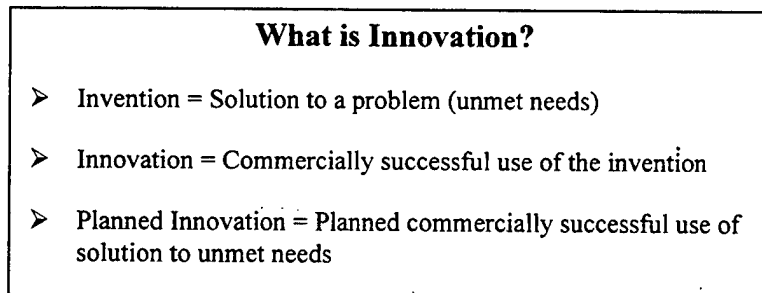 What is Innovation?
➢ Invention = Solution to a problem (unmet needs)
➢ Innovation = Commercially successful use of the invention
➢ Planned Innovation = Planned commercially successful use of
solution to unmet needs